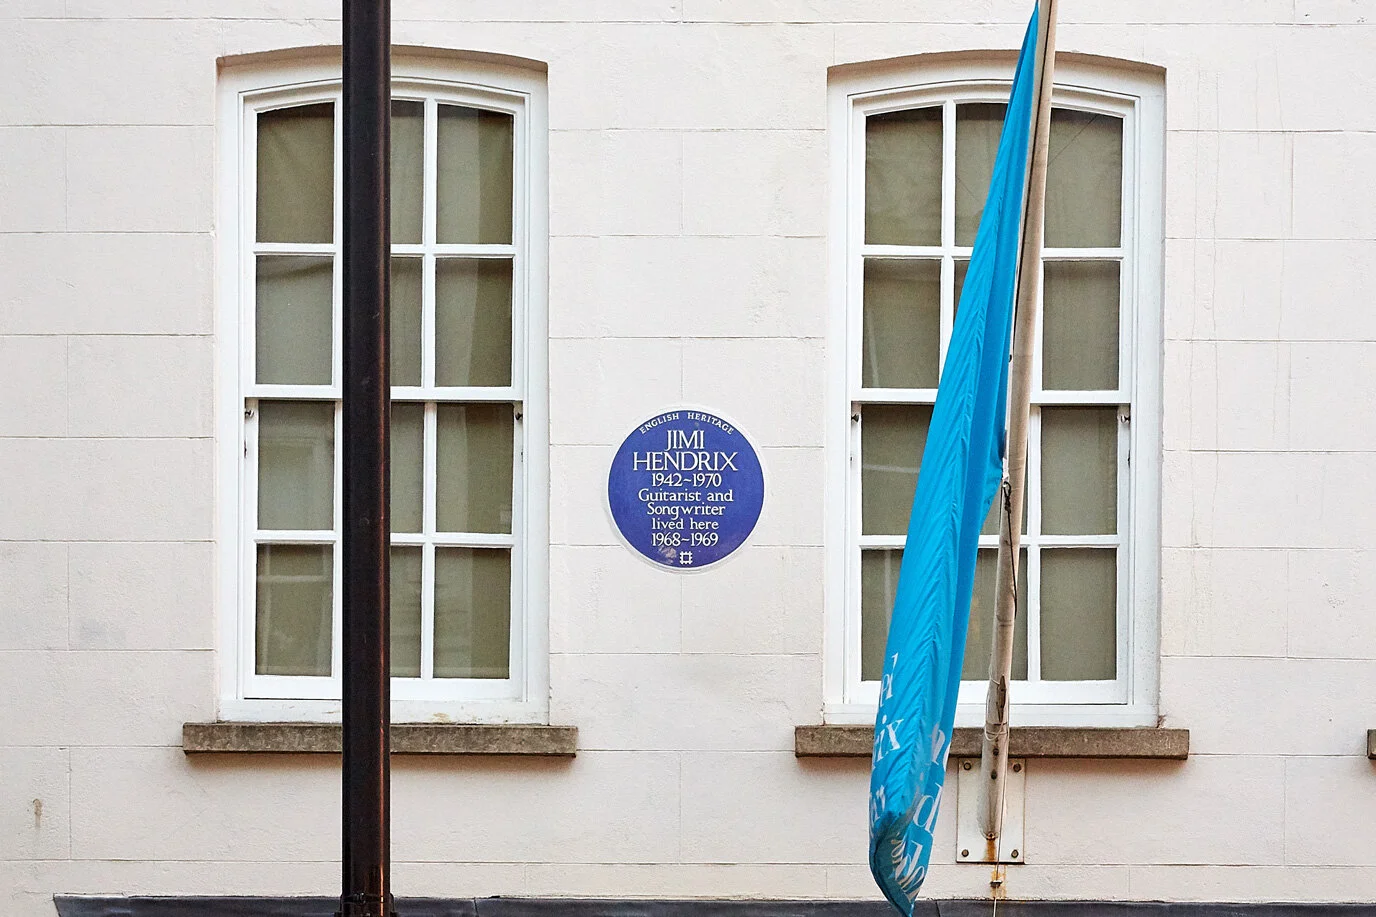 ENGLISH HERITAGE
JIMI
HENDRIX
1942~1970
Guitarist and
Songwriter
lived here
1968~1969